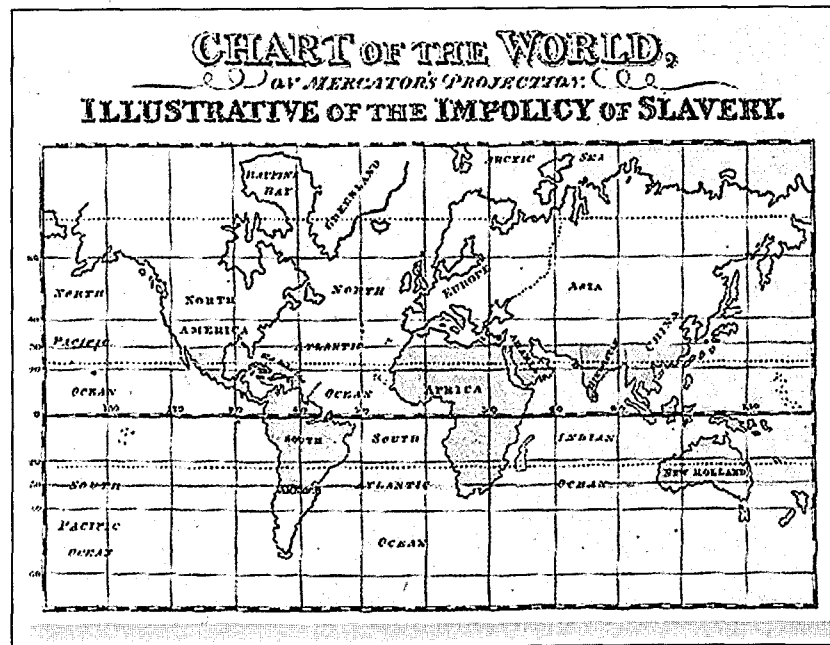 CHART OF THE WORLD,
ON MERCATOR'S PROJECTION.
ILLUSTRATIVE OF THE IMPOLICY OF SLAVERY.
ARCTIC SEA
BAFFINS
BAY
GREENLAND
NORTH
NORTH
AMERICA
NORTH
EUROPE
ASIA
CHINA
PACIFIC
ATLANTIC
ARABIA
OCEAN
OCEAN
AFRICA
SOUTH
SOUTH
INDIAN
NEW HOLLAND
SOUTH
ATLANTIC
OCEAN
PACIFIC
OCEAN
OCEAN